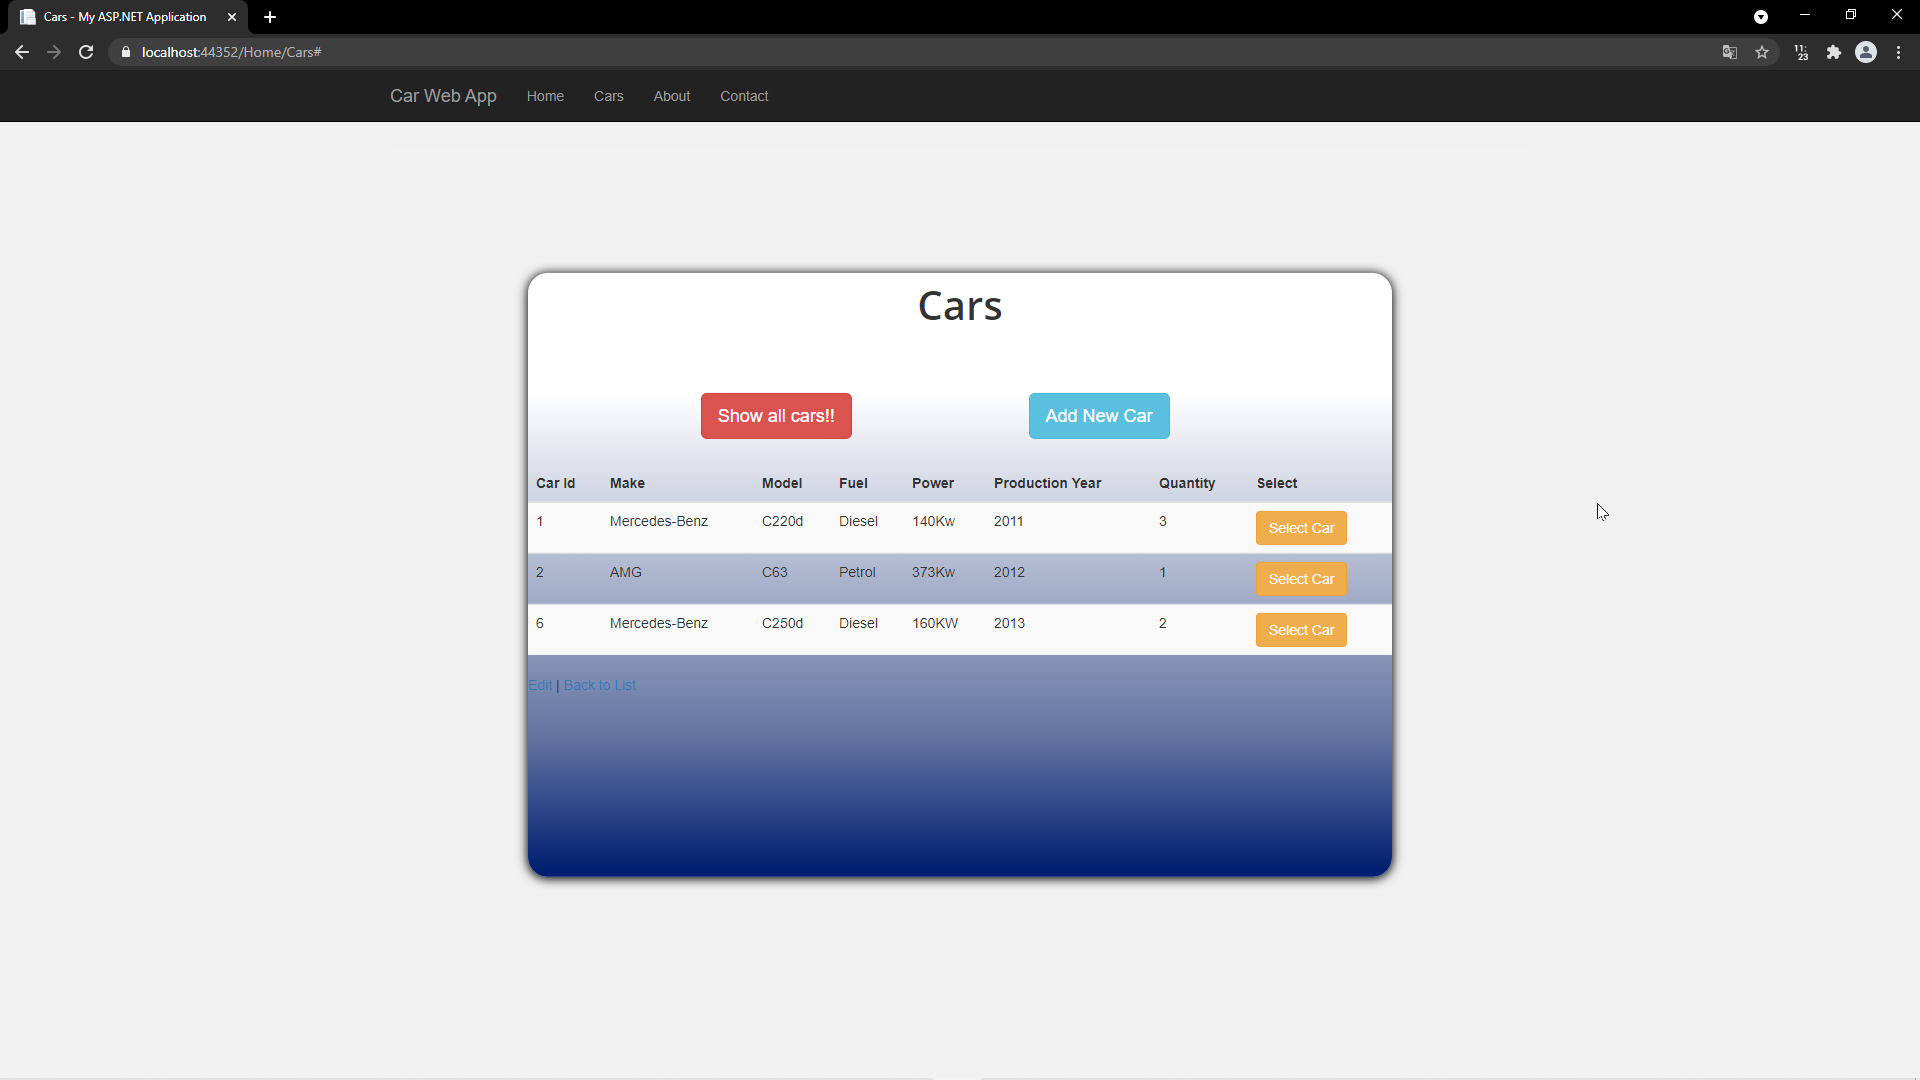 Cars - My ASP.NET Application
localhost:44352/Home/Cars#
11:
23
Car Web App Home Cars About Contact
Cars
Show all cars!! Add New Car
Car Id Make Model Fuel Power Production Year Quantity Select
1 Mercedes-Benz C220d Diesel 140Kw 2011 3 Select Car
2 AMG C63 Petrol 373Kw 2012 1 Select Car
6 Mercedes-Benz C250d Diesel 160KW 2013 2 Select Car
Edit | Back to List